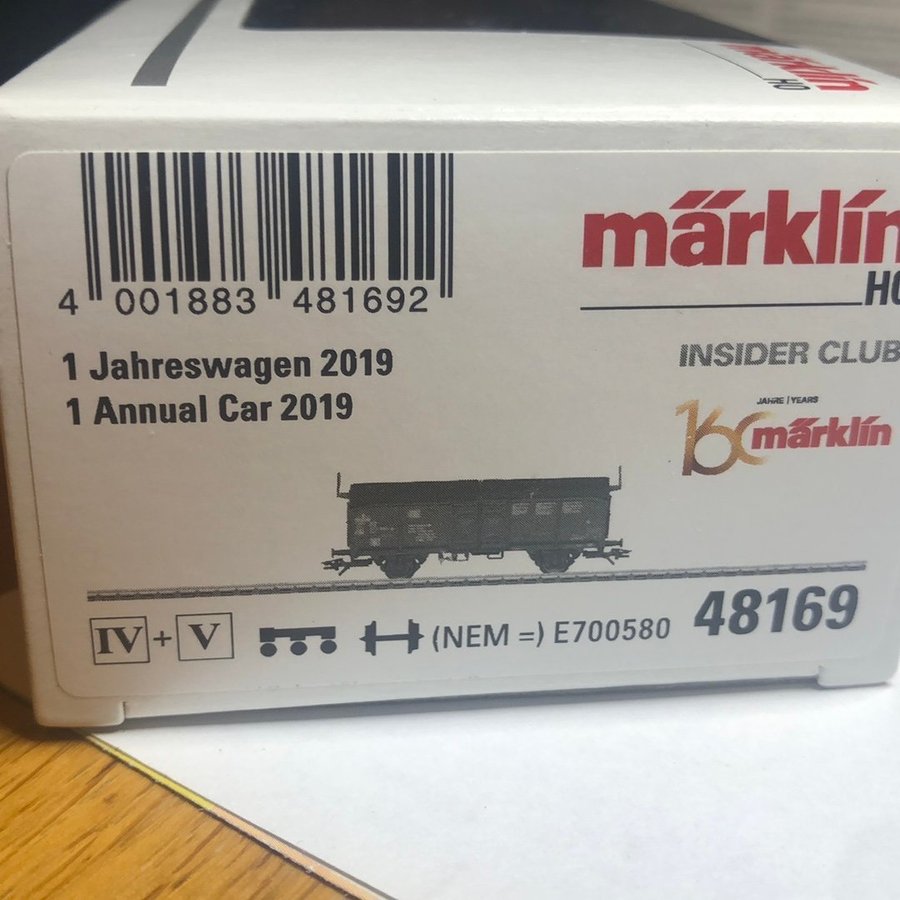 märklin
H0
4 001883 481692
märklin
H0
1 Jahreswagen 2019
1 Annual Car 2019
INSIDER CLUB
JAHRE | YEARS
160 märklin
IV + V (NEM =) E700580 48169